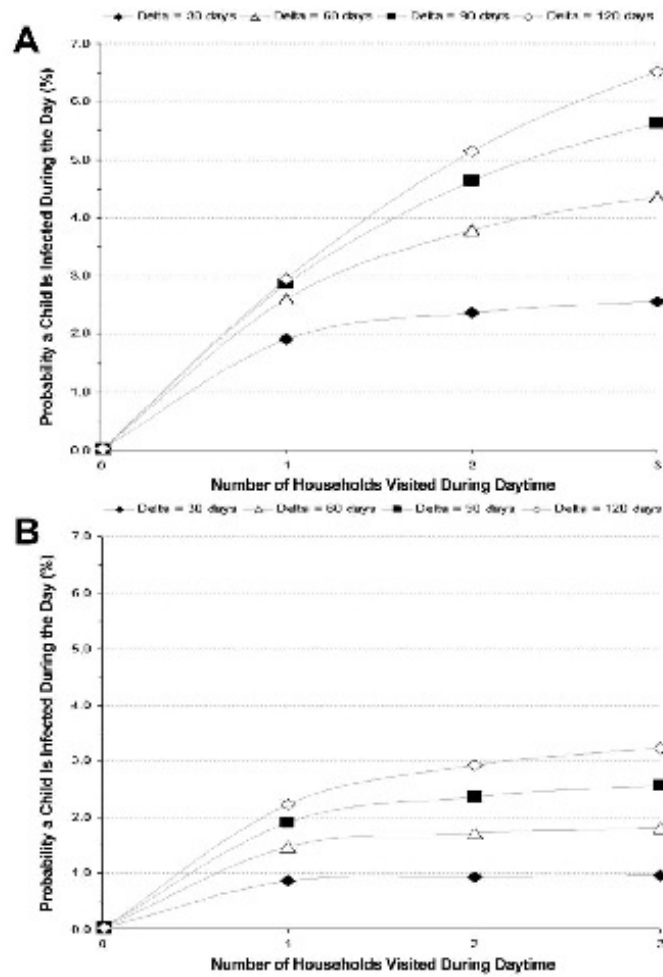 Delta = 30 days Delta = 60 days Delta = 90 days Delta = 120 days
A
Probability a Child Is Infected During the Day (%)
7.0
6.0
5.0
4.0
3.0
2.0
1.0
0.0
0 1 2 3
Number of Households Visited During Daytime
Delta = 30 days Delta = 60 days Delta = 90 days Delta = 120 days
B
Probability a Child Is Infected During the Day (%)
7.0
6.0
5.0
4.0
3.0
2.0
1.0
0.0
0 1 2 3
Number of Households Visited During Daytime